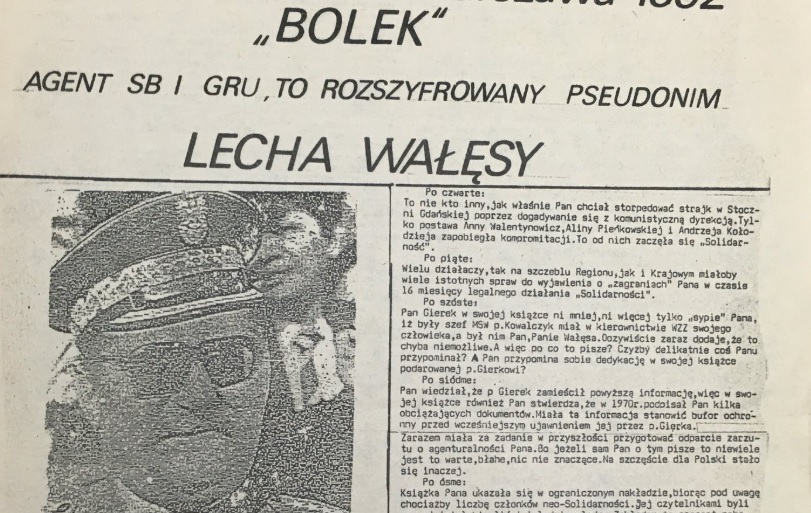 „BOLEK"
AGENT SB I GRU, TO ROZSZYFROWANY PSEUDONIM
LECHA WAŁĘSY
Po czwarte:
To nie kto inny,jak właśnie Pan chciał storpedować strajk w Stocz-
ni Gdańskiej poprzez dogadywanie się z komunistyczną dyrekcją.Tyl-
ko postawa Anny Walentynowicz,Aliny Pieńkowskiej i Andrzeja Koło-
dzieja zapobiegła kompromitacji.To od nich zaczęła się „Solidar-
ność".
Po piąte:
Wielu działaczy,tak na szczeblu Regionu,jak i Krajowym miałoby
wiele istotnych spraw do wyjawienia o „zagraniach" Pana w czasie
16 miesięcy legalnego działania „Solidarności".
Po szóste:
Pan Gierek w swojej książce ni mniej,ni więcej tylko „sypie" Pana,
iż były szef MSW p.Kowalczyk miał w kierownictwie WZZ swojego
człowieka,a był nim Pan,Panie Wałęsa.Oczywiście zaraz dodaje,że to
chyba niemożliwe.A więc po co to pisze? Czyżby delikatnie coś Panu
przypominał? A Pan przypomina sobie dedykację w swojej książce
podarowanej p.Gierkowi?
Po siódme:
Pan wiedział,że p Gierek zamieścił powyższą informację,więc w swo-
jej książce również Pan stwierdza,że w 1970r.podpisał Pan kilka
obciążających dokumentów.Miała ta informacja stanowić bufor ochro-
nny przed wcześniejszym ujawnieniem jej przez p.Gierka.
Zarazem miała za zadanie w przyszłości przygotować odparcie zarzu-
tu o agenturalności Pana.Bo jeżeli sam Pan o tym pisze to niewiele
jest to warte,błahe,nic nie znaczące.Na szczęście dla Polski stało
się inaczej.
Po ósme:
Książka Pana ukazała się w ograniczonym nakładzie,biorąc pod uwagę
chociażby liczbę członków neo-Solidarności.Jej czytelnikami byli